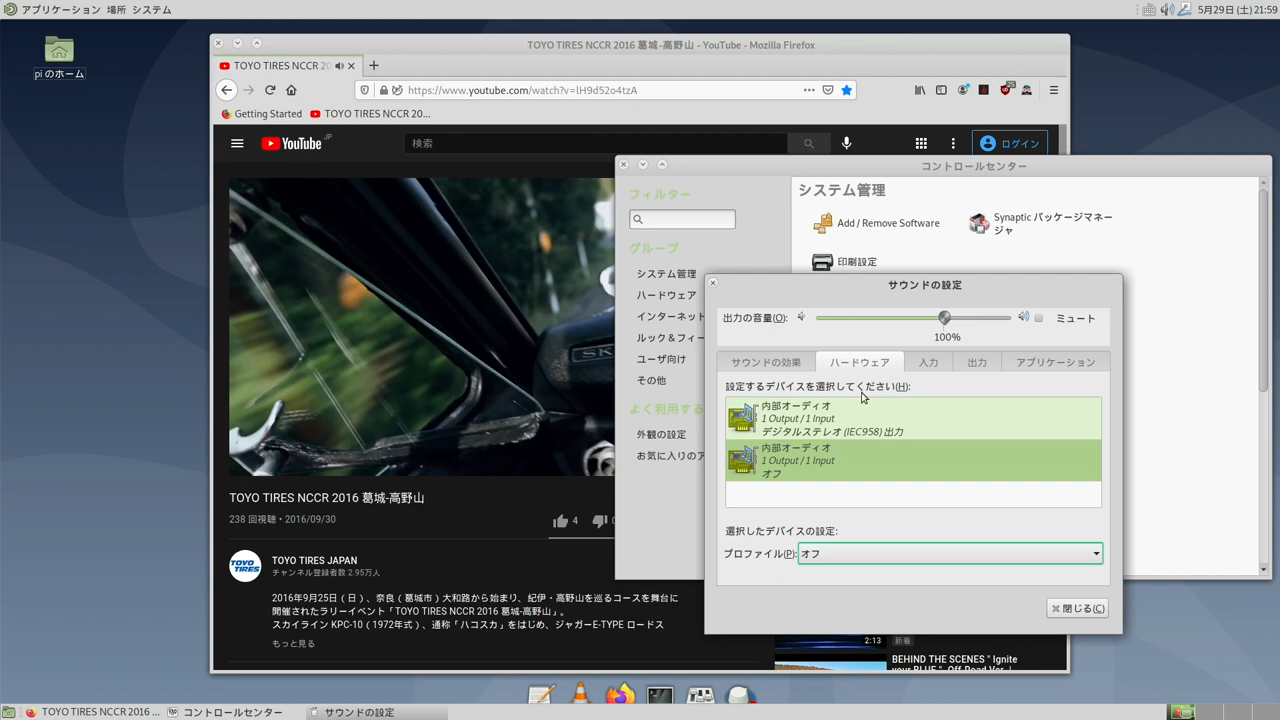 アプリケーション 場所 システム
5月29日 (土) 21:59
pi のホーム
TOYO TIRES NCCR 2016 葛城-高野山 - YouTube - Mozilla Firefox
TOYO TIRES NCCR 20
https://www.youtube.com/watch?v=lH9d52o4tzA
Getting Started
TOYO TIRES NCCR 20...
YouTube JP
検索
ログイン
コントロールセンター
フィルター
グループ
システム管理
ハードウェア
インターネット
ルック＆フィー
ユーザ向け
その他
よく利用する
外観の設定
お気に入りのア
システム管理
Add / Remove Software
Synaptic パッケージマネー
ジャ
印刷設定
サウンドの設定
出力の音量(O):
ミュート
100%
サウンドの効果
ハードウェア
入力
出力
アプリケーション
設定するデバイスを選択してください(H):
内部オーディオ
1 Output / 1 Input
デジタルステレオ (IEC958) 出力
内部オーディオ
1 Output / 1 Input
オフ
選択したデバイスの設定:
プロファイル(P):
オフ
閉じる(C)
TOYO TIRES NCCR 2016 葛城-高野山
238 回視聴・2016/09/30
4
TOYO TIRES
TOYO TIRES JAPAN
チャンネル登録者数 2.95万人
2016年9月25日（日）、奈良（葛城市）大和路から始まり、紀伊・高野山を巡るコースを舞台に
開催されたラリーイベント「TOYO TIRES NCCR 2016 葛城-高野山」。
スカイライン KPC-10（1972年式）、通称「ハコスカ」をはじめ、ジャガーE-TYPE ロードス
もっと見る
2:13
新着
BEHIND THE SCENES " Ignite
TOYO TIRES NCCR 2016 ...
コントロールセンター
サウンドの設定